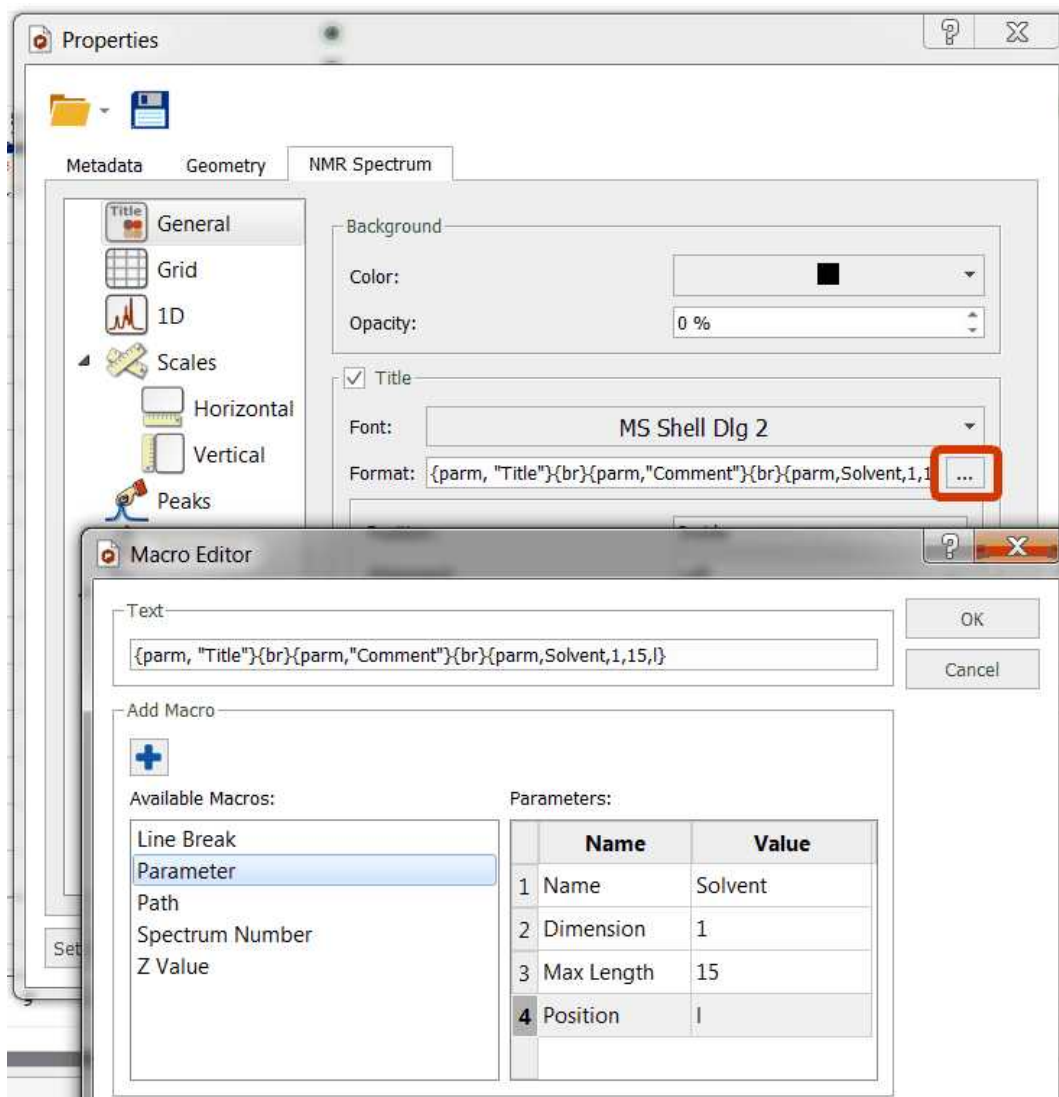 Properties
Metadata Geometry NMR Spectrum
Title General
Grid
1D
Scales
Horizontal
Vertical
Peaks
Background
Color:
Opacity: 0 %
Title
Font: MS Shell Dlg 2
Format: {parm, "Title"}{br}{parm,"Comment"}{br}{parm,Solvent,1,1 ...
Set
Macro Editor
Text
{parm, "Title"}{br}{parm,"Comment"}{br}{parm,Solvent,1,15,l}
OK
Cancel
Add Macro
Available Macros:
Line Break
Parameter
Path
Spectrum Number
Z Value
Parameters:
Name Value
1 Name Solvent
2 Dimension 1
3 Max Length 15
4 Position l